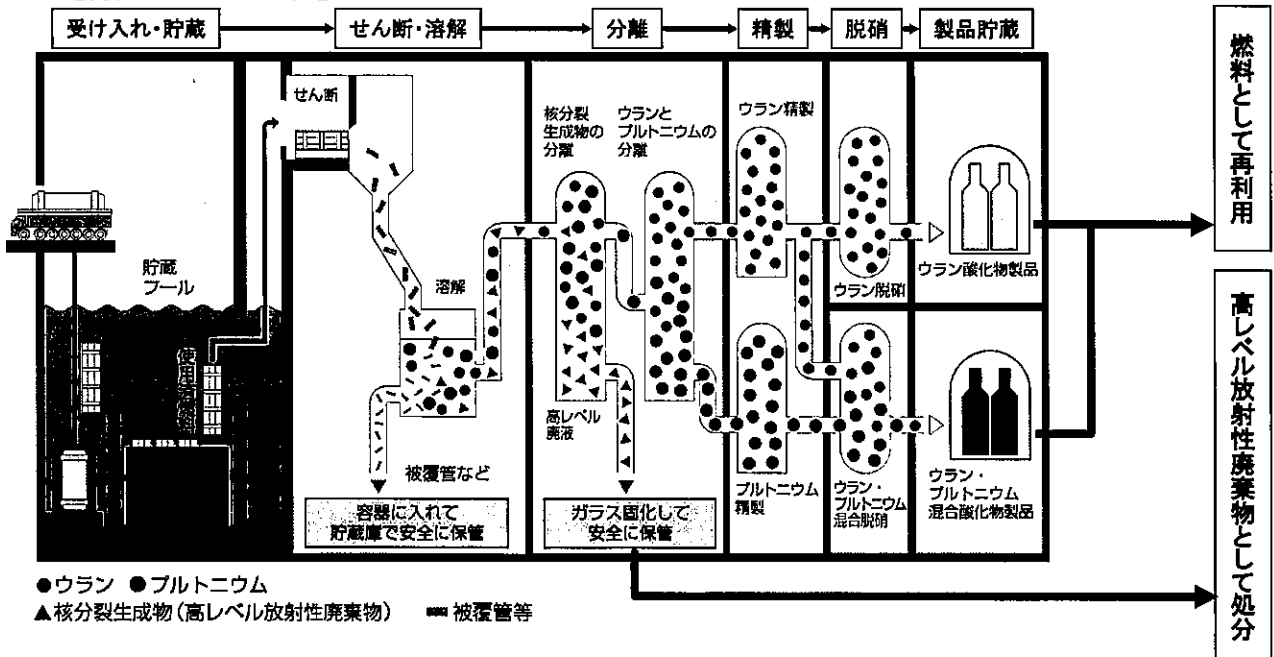 受け入れ・貯蔵
せん断・溶解
分離
精製
脱硝
製品貯蔵
せん断
貯蔵
プール
使用済燃料
溶解
被覆管など
容器に入れて
貯蔵庫で安全に保管
核分裂
生成物の
分離
ウランと
プルトニウムの
分離
高レベル
廃液
ガラス固化して
安全に保管
ウラン精製
プルトニウム
精製
ウラン脱硝
ウラン・
プルトニウム
混合脱硝
ウラン酸化物製品
ウラン・
プルトニウム
混合酸化物製品
燃料として再利用
高レベル放射性廃棄物として処分
●ウラン ●プルトニウム
▲核分裂生成物(高レベル放射性廃棄物) 被覆管等